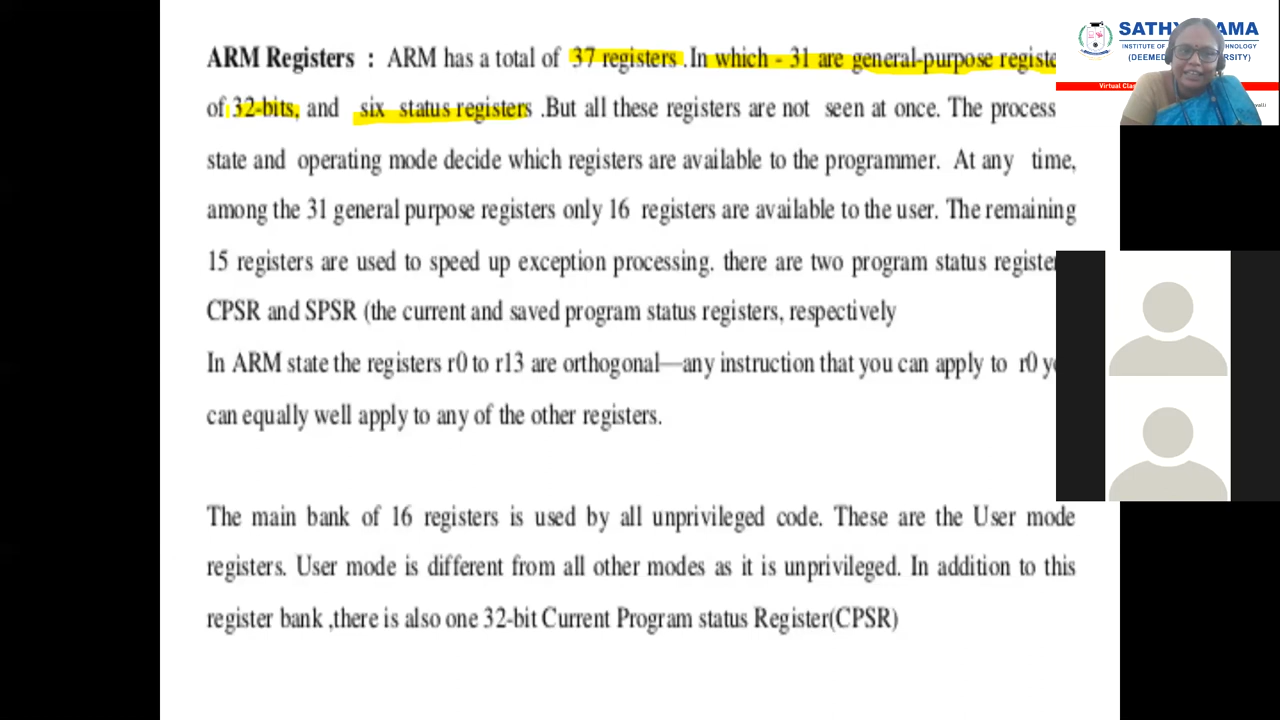 ARM Registers : ARM has a total of 37 registers .In which - 31 are general-purpose registe
of 32-bits, and six status registers .But all these registers are not seen at once. The process
state and operating mode decide which registers are available to the programmer. At any time,
among the 31 general purpose registers only 16 registers are available to the user. The remaining
15 registers are used to speed up exception processing. there are two program status register
CPSR and SPSR (the current and saved program status registers, respectively
In ARM state the registers r0 to r13 are orthogonal—any instruction that you can apply to r0 y
can equally well apply to any of the other registers.
The main bank of 16 registers is used by all unprivileged code. These are the User mode
registers. User mode is different from all other modes as it is unprivileged. In addition to this
register bank ,there is also one 32-bit Current Program status Register(CPSR)
SATHY AMA
INSTITUTE OF NOLOGY
(DEEMED RSITY)
Virtual Cla